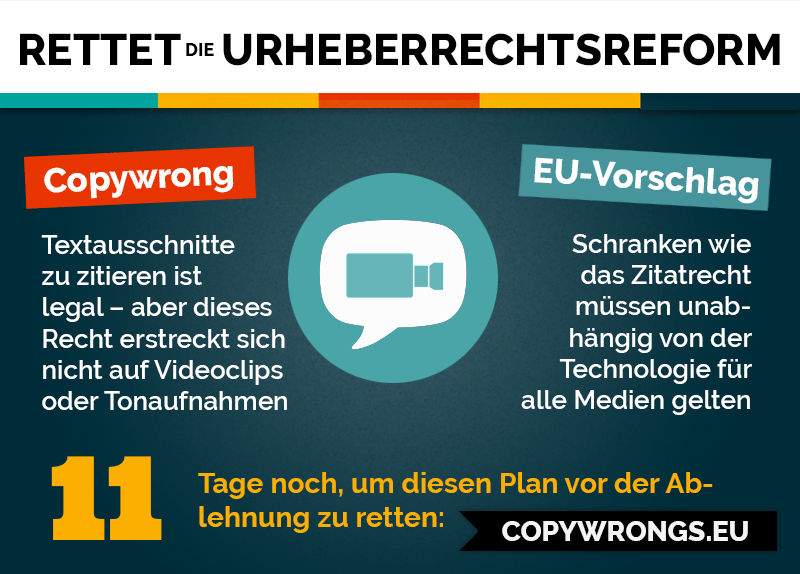 RETTET DIE URHEBERRECHTSREFORM
Copywrong
Textausschnitte
zu zitieren ist
legal – aber dieses
Recht erstreckt sich
nicht auf Videoclips
oder Tonaufnahmen
EU-Vorschlag
Schranken wie
das Zitatrecht
müssen unab-
hängig von der
Technologie für
alle Medien gelten
11
Tage noch, um diesen Plan vor der Ab-
lehnung zu retten:
COPYWRONGS.EU